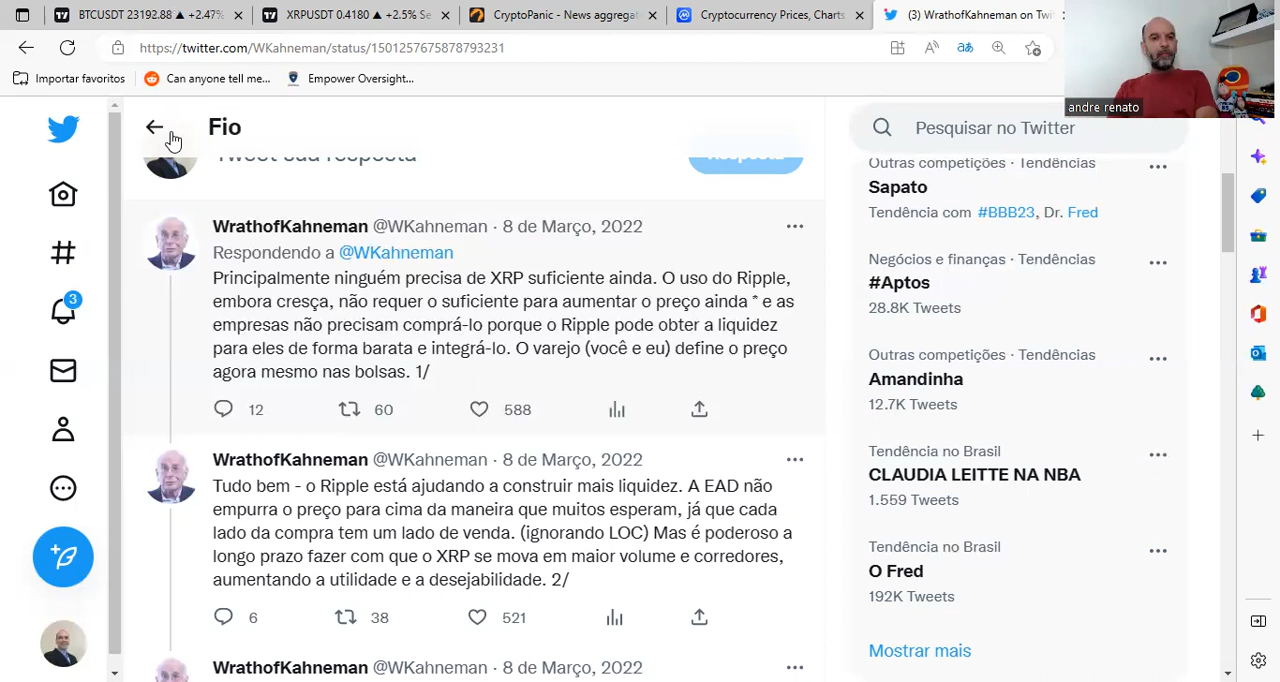 BTCUSDT 23192.88 ▲ +2.47%
XRPUSDT 0.4180 ▲ +2.5% Se
CryptoPanic - News aggregat
Cryptocurrency Prices, Charts
(3) WrathofKahneman on Twi
https://twitter.com/WKahneman/status/1501257675878793231
Importar favoritos
Can anyone tell me...
Empower Oversight...
andre renato
Fio
Pesquisar no Twitter
Tweet sua resposta
WrathofKahneman @WKahneman · 8 de Março, 2022
Respondendo a @WKahneman
Principalmente ninguém precisa de XRP suficiente ainda. O uso do Ripple,
embora cresça, não requer o suficiente para aumentar o preço ainda * e as
empresas não precisam comprá-lo porque o Ripple pode obter a liquidez
para eles de forma barata e integrá-lo. O varejo (você e eu) define o preço
agora mesmo nas bolsas. 1/
12 60 588
WrathofKahneman @WKahneman · 8 de Março, 2022
Tudo bem - o Ripple está ajudando a construir mais liquidez. A EAD não
empurra o preço para cima da maneira que muitos esperam, já que cada
lado da compra tem um lado de venda. (ignorando LOC) Mas é poderoso a
longo prazo fazer com que o XRP se mova em maior volume e corredores,
aumentando a utilidade e a desejabilidade. 2/
6 38 521
WrathofKahneman @WKahneman · 8 de Março, 2022
3
Outras competições · Tendências
Sapato
Tendência com #BBB23, Dr. Fred
Negócios e finanças · Tendências
#Aptos
28.8K Tweets
Outras competições · Tendências
Amandinha
12.7K Tweets
Tendência no Brasil
CLAUDIA LEITTE NA NBA
1.559 Tweets
Tendência no Brasil
O Fred
192K Tweets
Mostrar mais